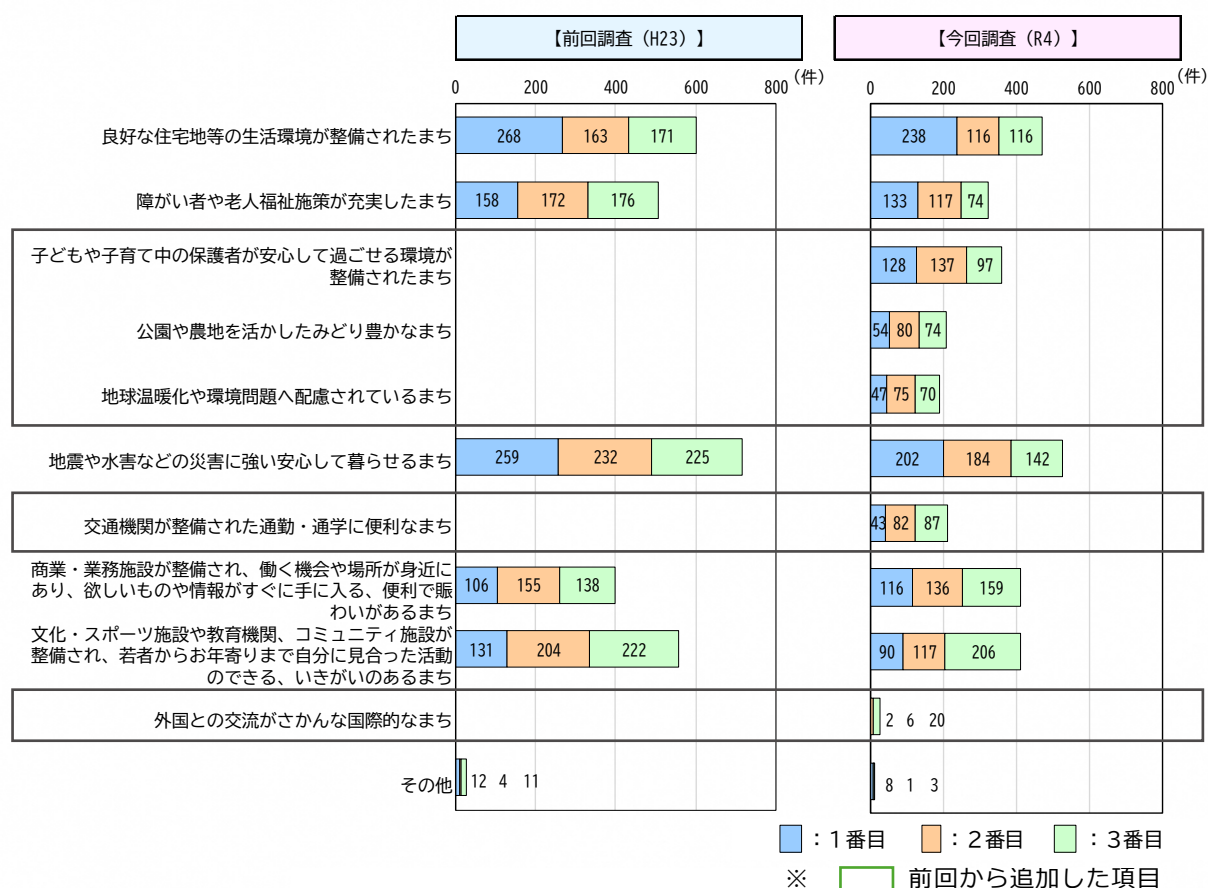 【前回調査（H23）】
【今回調査（R4）】
0 200 400 600 800 (件)
0 200 400 600 800 (件)
良好な住宅地等の生活環境が整備されたまち
268 163 171
238 116 116
障がい者や老人福祉施策が充実したまち
158 172 176
133 117 74
子どもや子育て中の保護者が安心して過ごせる環境が
整備されたまち
128 137 97
公園や農地を活かしたみどり豊かなまち
54 80 74
地球温暖化や環境問題へ配慮されているまち
47 75 70
地震や水害などの災害に強い安心して暮らせるまち
259 232 225
202 184 142
交通機関が整備された通勤・通学に便利なまち
43 82 87
商業・業務施設が整備され、働く機会や場所が身近に
あり、欲しいものや情報がすぐに手に入る、便利で賑
わいがあるまち
106 155 138
116 136 159
文化・スポーツ施設や教育機関、コミュニティ施設が
整備され、若者からお年寄りまで自分に見合った活動
のできる、いきがいのあるまち
131 204 222
90 117 206
外国との交流がさかんな国際的なまち
2 6 20
その他
12 4 11
8 1 3
：１番目 ：２番目 ：３番目
※ 前回から追加した項目